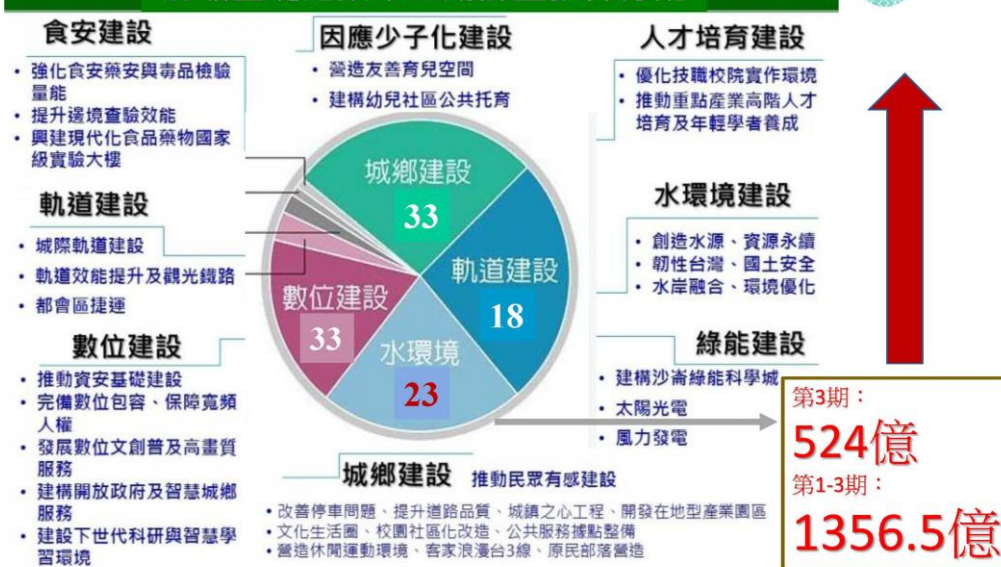 食安建設
• 強化食安藥安與毒品檢驗
量能
• 提升邊境查驗效能
• 興建現代化食品藥物國家
級實驗大樓
因應少子化建設
• 營造友善育兒空間
• 建構幼兒社區公共托育
人才培育建設
• 優化技職校院實作環境
• 推動重點產業高階人才
培育及年輕學者養成
軌道建設
• 城際軌道建設
• 軌道效能提升及觀光鐵路
• 都會區捷運
城鄉建設
33
軌道建設
18
數位建設
33
水環境
23
水環境建設
• 創造水源、資源永續
• 韌性台灣、國土安全
• 水岸融合、環境優化
數位建設
• 推動資安基礎建設
• 完備數位包容、保障寬頻
人權
• 發展數位文創普及高畫質
服務
• 建構開放政府及智慧城鄉
服務
• 建設下世代科研與智慧學
習環境
綠能建設
• 建構沙崙綠能科學城
• 太陽光電
• 風力發電
第3期：
524億
第1-3期：
1356.5億
城鄉建設 推動民眾有感建設
• 改善停車問題、提升道路品質、城鎮之心工程、開發在地型產業園區
• 文化生活圈、校園社區化改造、公共服務據點整備
• 營造休閒運動環境、客家浪漫台3線、原民部落營造